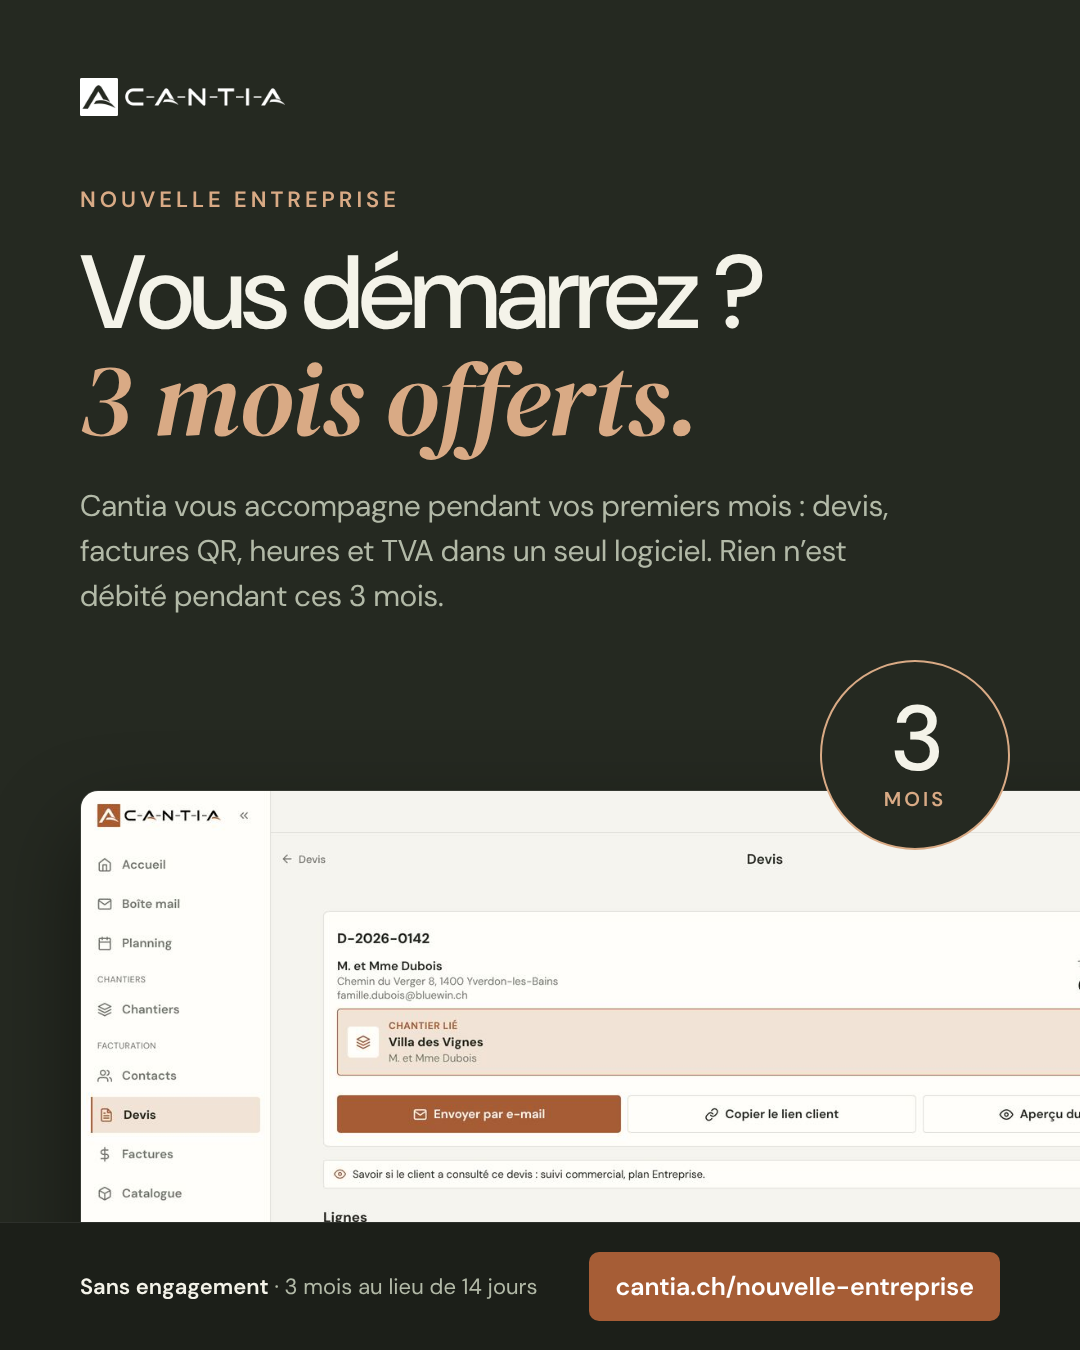 C-A-N-T-I-A
NOUVELLE ENTREPRISE
Vous démarrez ?
3 mois offerts.
Cantia vous accompagne pendant vos premiers mois : devis,
factures QR, heures et TVA dans un seul logiciel. Rien n’est
débité pendant ces 3 mois.
3
MOIS
C-A-N-T-I-A «
Accueil
Boîte mail
Planning
CHANTIERS
Chantiers
FACTURATION
Contacts
Devis
Factures
Catalogue
← Devis
Devis
D-2026-0142
M. et Mme Dubois
Chemin du Verger 8, 1400 Yverdon-les-Bains
famille.dubois@bluewin.ch
CHANTIER LIÉ
Villa des Vignes
M. et Mme Dubois
Envoyer par e-mail
Copier le lien client
Aperçu du
Savoir si le client a consulté ce devis : suivi commercial, plan Entreprise.
Lignes
Sans engagement · 3 mois au lieu de 14 jours
cantia.ch/nouvelle-entreprise